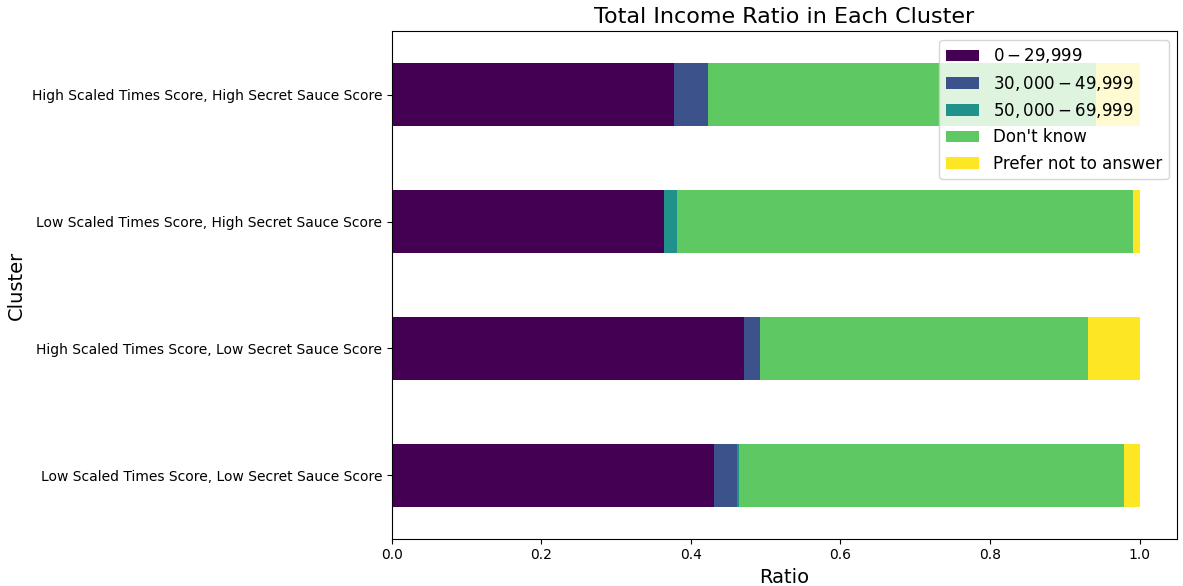 Total Income Ratio in Each Cluster
Cluster
High Scaled Times Score, High Secret Sauce Score
Low Scaled Times Score, High Secret Sauce Score
High Scaled Times Score, Low Secret Sauce Score
Low Scaled Times Score, Low Secret Sauce Score
0 − 29,999
30,000 − 49,999
50,000 − 69,999
Don't know
Prefer not to answer
0.0 0.2 0.4 0.6 0.8 1.0
Ratio